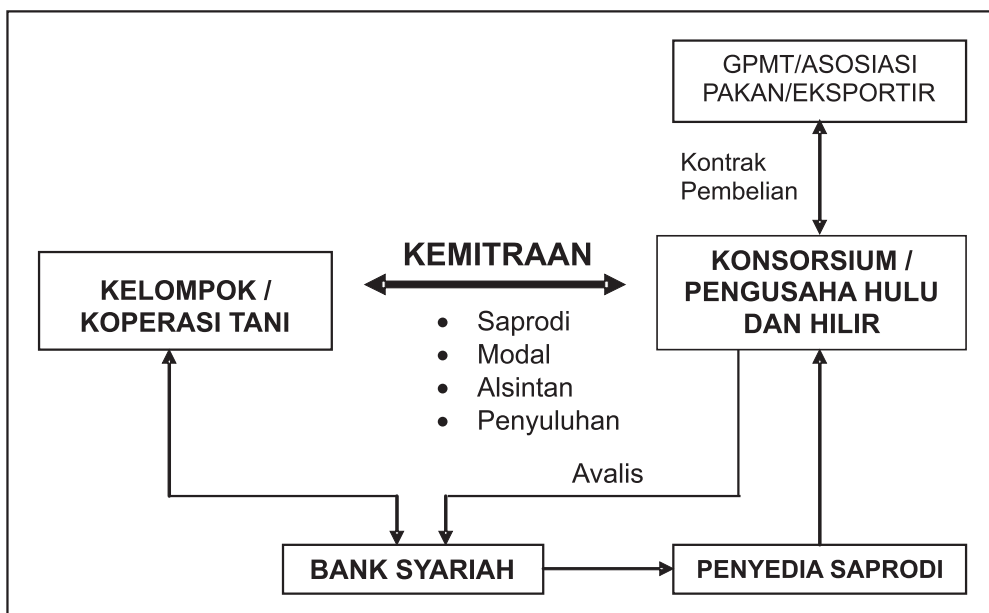 GPMT/ASOSIASI
PAKAN/EKSPORTIR
Kontrak
Pembelian
KEMITRAAN
KELOMPOK /
KOPERASI TANI
KONSORSIUM /
PENGUSAHA HULU
DAN HILIR
• Saprodi
• Modal
• Alsintan
• Penyuluhan
Avalis
BANK SYARIAH
PENYEDIA SAPRODI